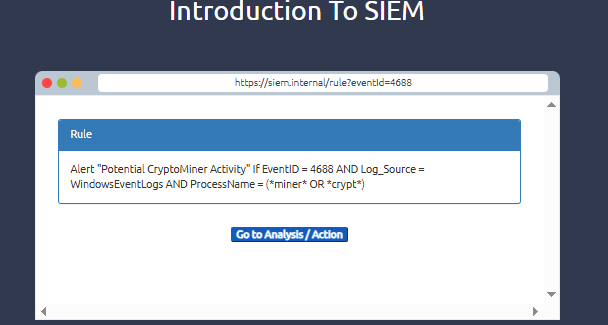 Introduction To SIEM
https://siem.internal/rule?eventId=4688
Rule
Alert "Potential CryptoMiner Activity" If EventID = 4688 AND Log_Source =
WindowsEventLogs AND ProcessName = (*miner* OR *crypt*)
Go to Analysis / Action